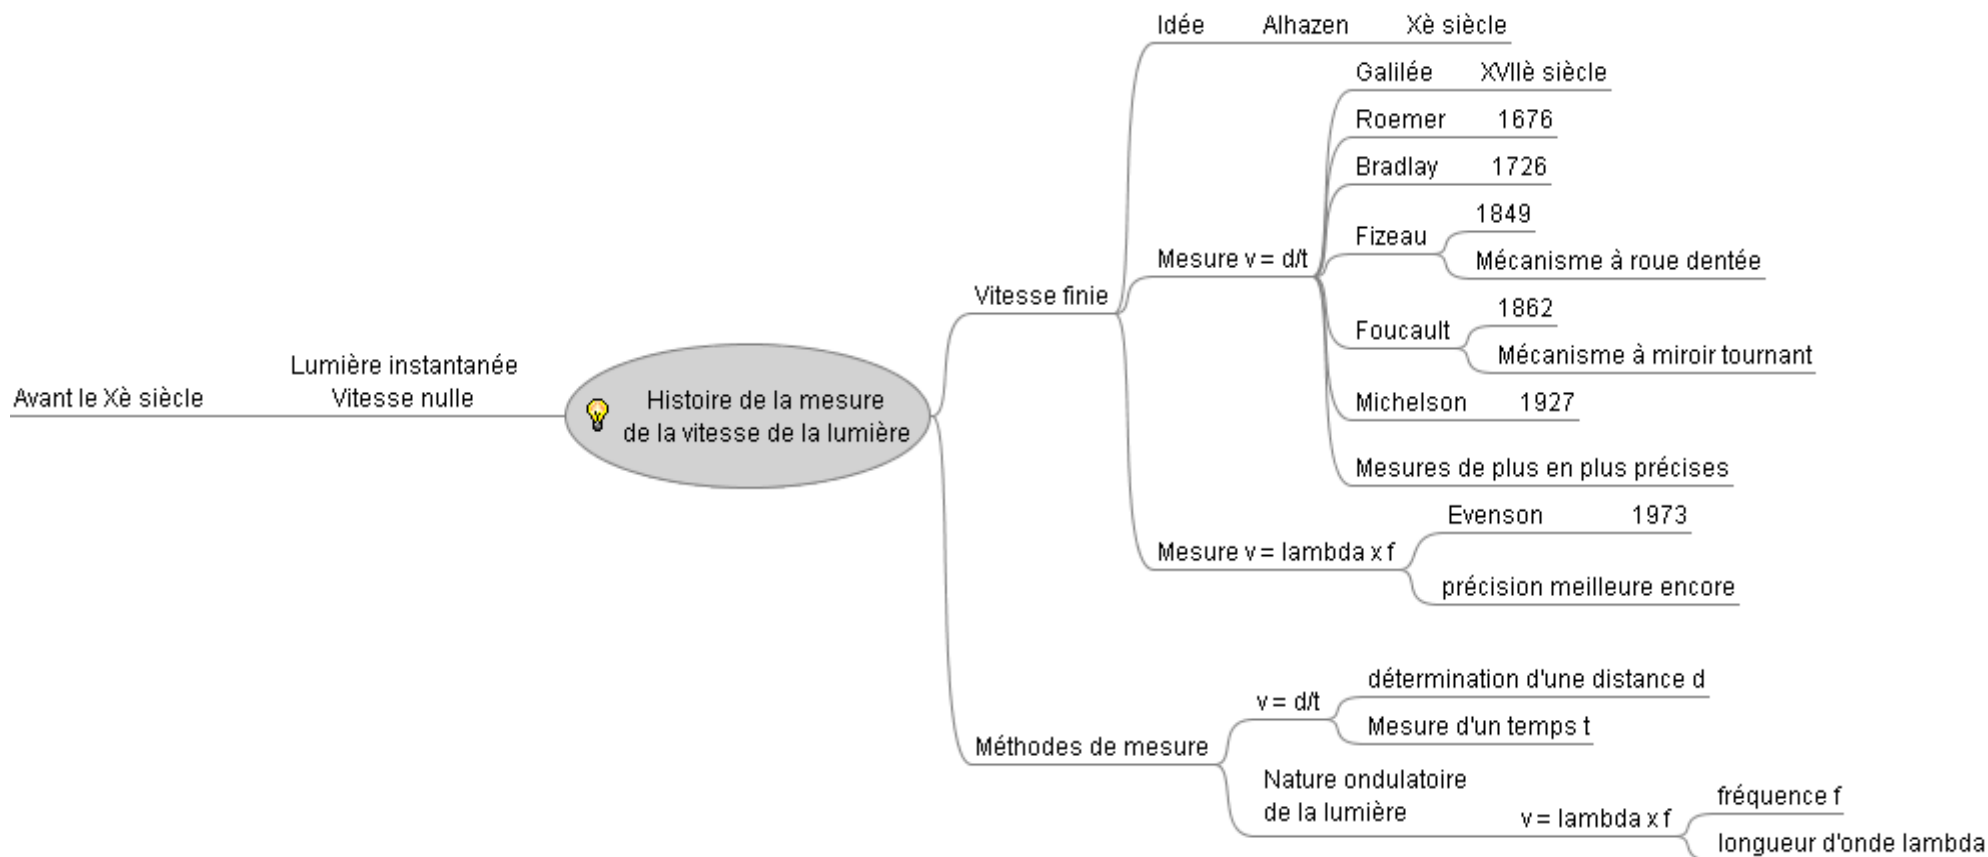 Idée Alhazen Xè siècle
Galilée XVIIè siècle
Roemer 1676
Bradlay 1726
1849
Fizeau
Mécanisme à roue dentée
Mesure v = d/t
Vitesse finie
1862
Foucault
Mécanisme à miroir tournant
Lumière instantanée
Avant le Xè siècle Vitesse nulle
Histoire de la mesure
de la vitesse de la lumière
Michelson 1927
Mesures de plus en plus précises
Evenson 1973
Mesure v = lambda x f
précision meilleure encore
détermination d'une distance d
v = d/t
Mesure d'un temps t
Méthodes de mesure
Nature ondulatoire
de la lumière
v = lambda x f
fréquence f
longueur d'onde lambda